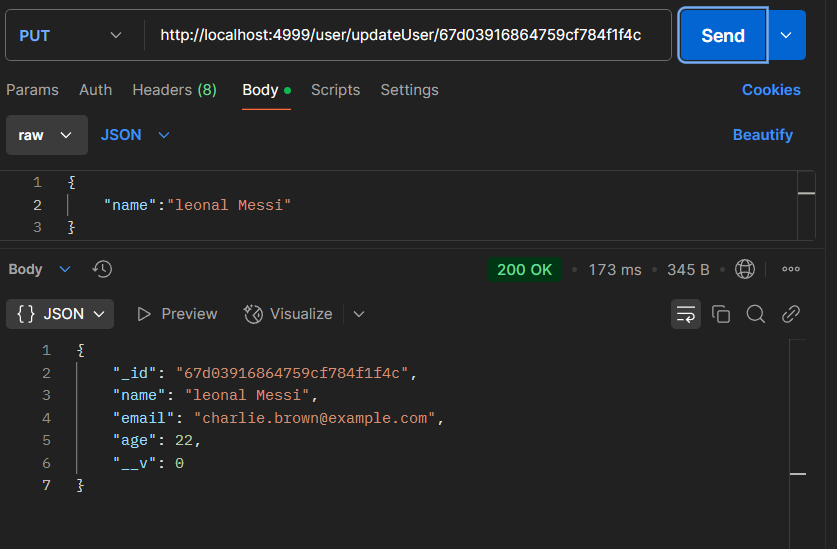 PUT http://localhost:4999/user/updateUser/67d03916864759cf784f1f4c Send
Params Auth Headers (8) Body Scripts Settings Cookies
raw JSON Beautify
1 {
2 "name":"leonal Messi"
3 }
Body 200 OK 173 ms 345 B
{} JSON Preview Visualize
1 {
2 "_id": "67d03916864759cf784f1f4c",
3 "name": "leonal Messi",
4 "email": "charlie.brown@example.com",
5 "age": 22,
6 "__v": 0
7 }